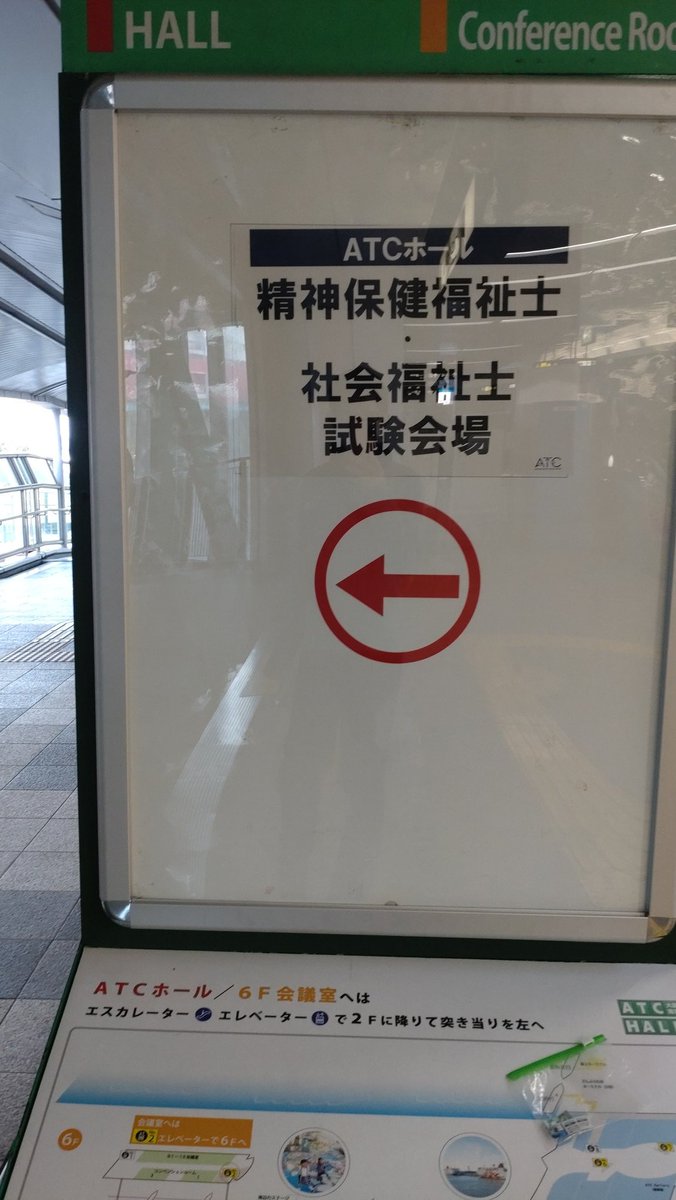 HALL
Conference Roo
ATCホール
精神保健福祉士
・
社会福祉士
試験会場
ATC
ATCホール／6F会議室へは
エスカレーター エレベーター で2Fに降りて突き当りを左へ
ATC
HALL
6F
会議室へは
エレベーターで6Fへ